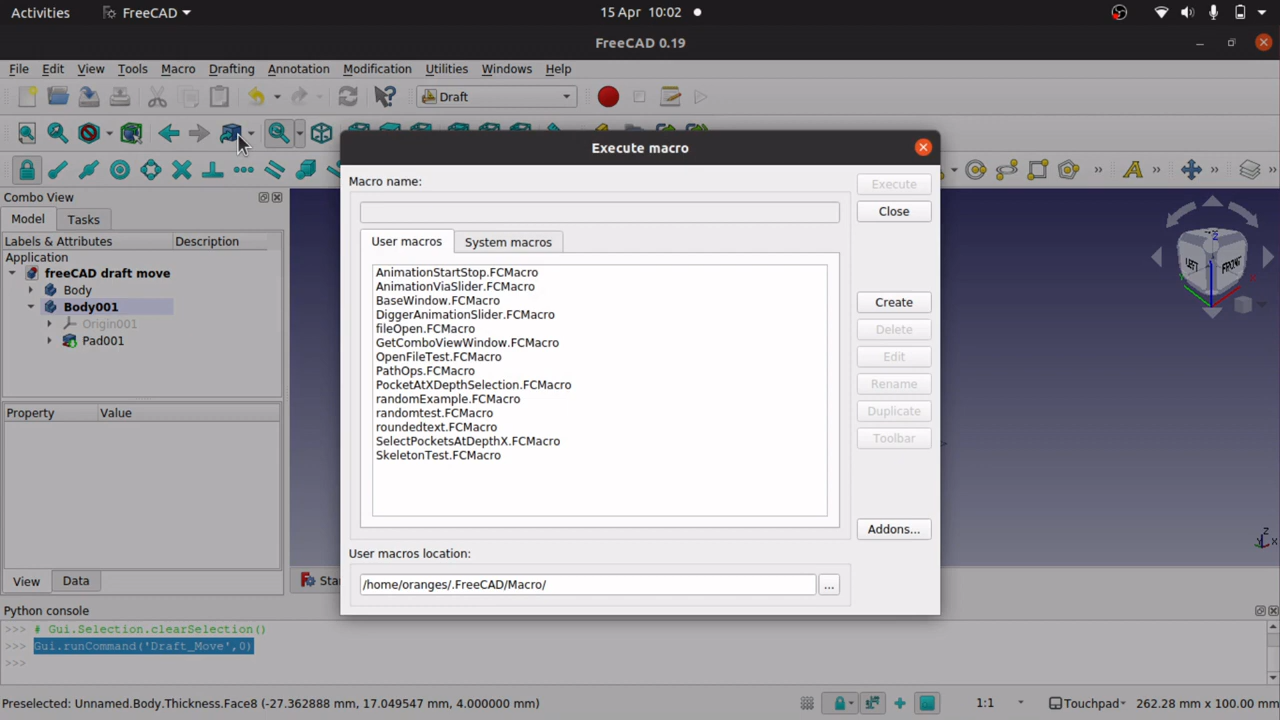 Activities FreeCAD 15 Apr 10:02
FreeCAD 0.19
File Edit View Tools Macro Drafting Annotation Modification Utilities Windows Help
Draft
Execute macro
Combo View
Model Tasks
Labels & Attributes Description
Application
freeCAD draft move
Body
Body001
Origin001
Pad001
Property Value
View Data
Macro name:
Execute
Close
User macros System macros
AnimationStartStop.FCMacro
AnimationViaSlider.FCMacro
BaseWindow.FCMacro
DiggerAnimationSlider.FCMacro
fileOpen.FCMacro
GetComboViewWindow.FCMacro
OpenFileTest.FCMacro
PathOps.FCMacro
PocketAtXDepthSelection.FCMacro
randomExample.FCMacro
randomtest.FCMacro
roundedtext.FCMacro
SelectPocketsAtDepthX.FCMacro
SkeletonTest.FCMacro
Create
Delete
Edit
Rename
Duplicate
Toolbar
Addons...
User macros location:
/home/oranges/.FreeCAD/Macro/ ...
LEFT FRONT
Z
Z X
Star
Python console
>>> # Gui.Selection.clearSelection()
>>> Gui.runCommand('Draft_Move',0)
>>>
Preselected: Unnamed.Body.Thickness.Face8 (-27.362888 mm, 17.049547 mm, 4.000000 mm) 1:1 Touchpad 262.28 mm x 100.00 mm